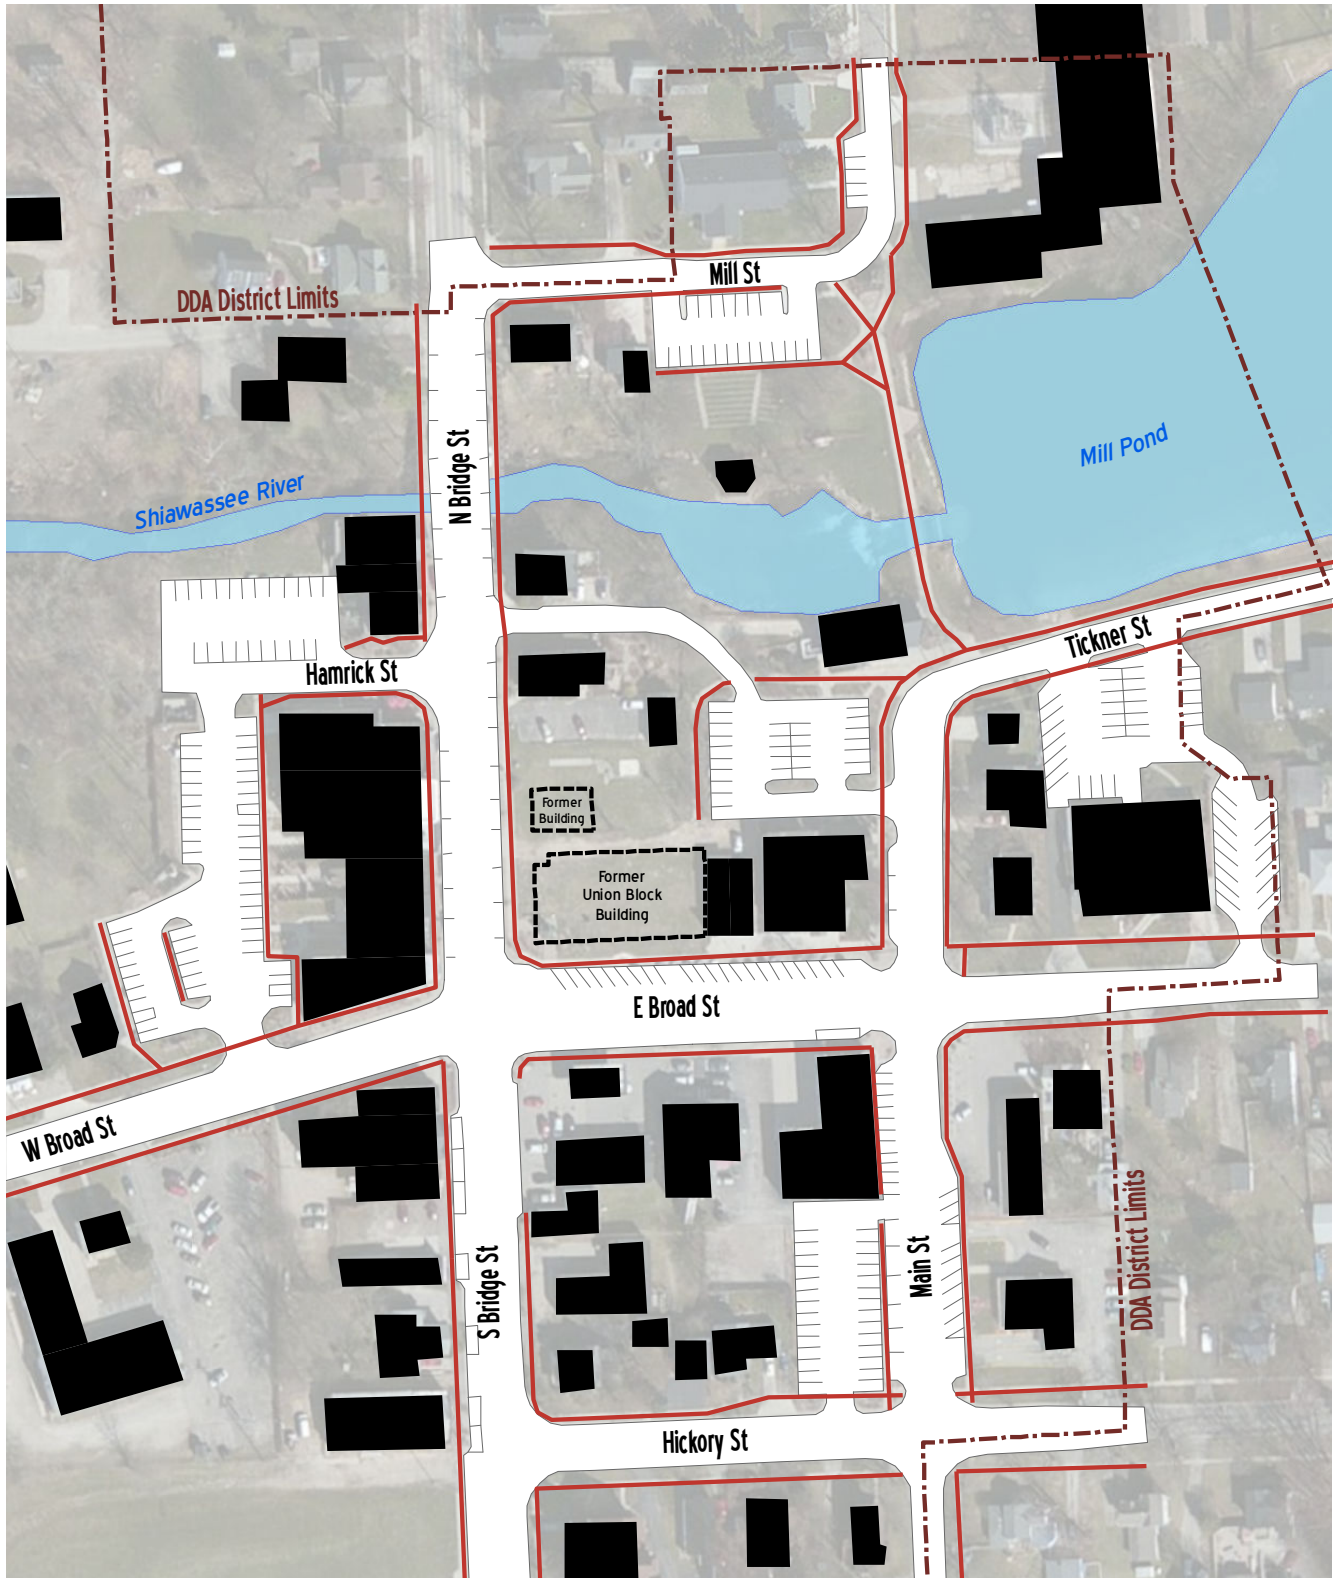 Mill St
DDA District Limits
N Bridge St
Mill Pond
Shiawassee River
Tickner St
Hamrick St
Former
Building
Former
Union Block
Building
E Broad St
W Broad St
S Bridge St
Main St
DDA District Limits
Hickory St